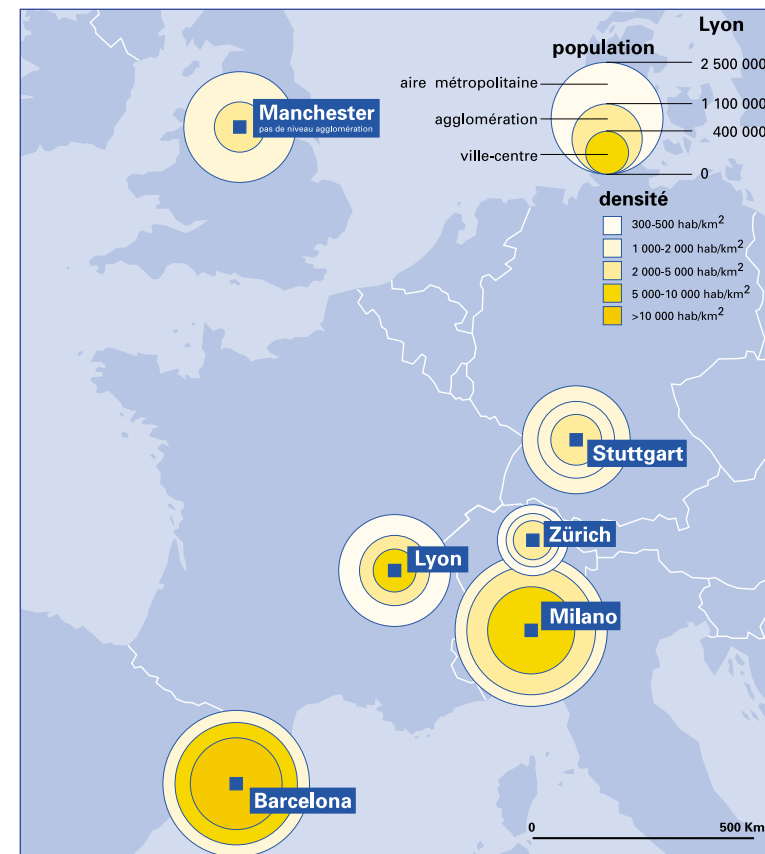 Lyon
population
2 500 000
aire métropolitaine
1 100 000
agglomération
400 000
ville-centre
0
densité
300-500 hab/km2
1 000-2 000 hab/km2
2 000-5 000 hab/km2
5 000-10 000 hab/km2
>10 000 hab/km2
Manchester
pas de niveau agglomération
Stuttgart
Zürich
Lyon
Milano
Barcelona
0
500 Km